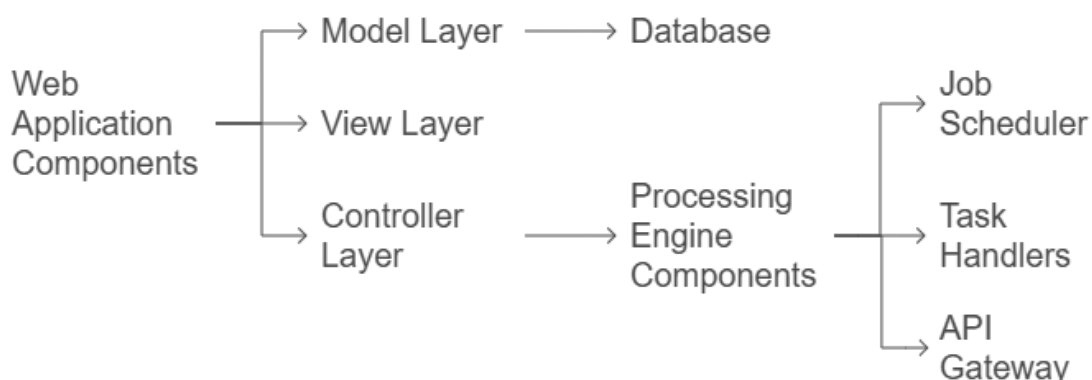 Model Layer
Database
Web
Application
Components
View Layer
Controller
Layer
Processing
Engine
Components
Job
Scheduler
Task
Handlers
API
Gateway